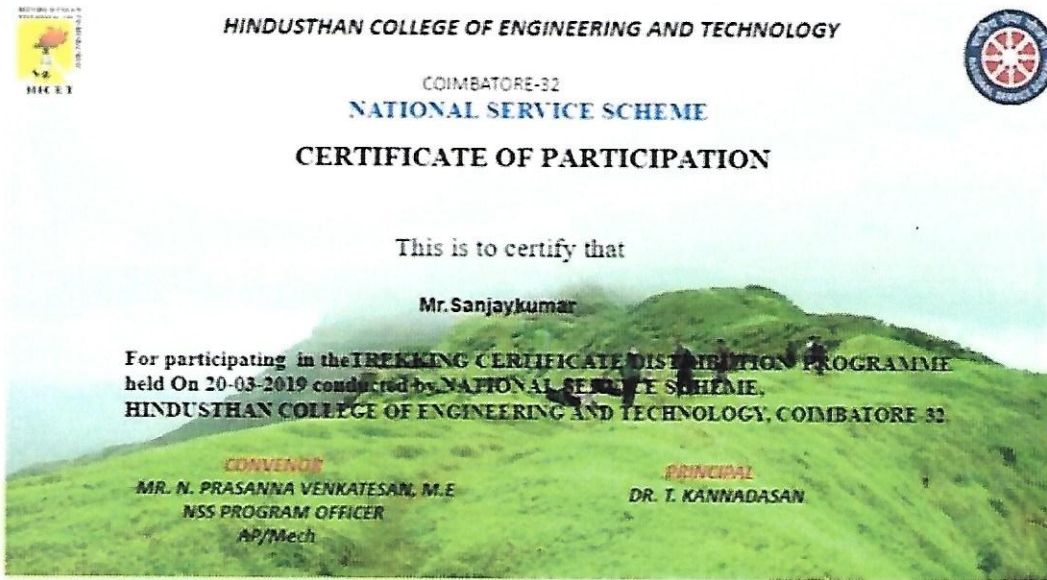 HINDUSTHAN COLLEGE OF ENGINEERING AND TECHNOLOGY
HICET
COIMBATORE-32
NATIONAL SERVICE SCHEME
CERTIFICATE OF PARTICIPATION
This is to certify that
Mr.Sanjaykumar
For participating in theTREKKING CERTIFICATE DISTRIBUTION PROGRAMME
held On 20-03-2019 conducted by,NATIONAL SERVICE SCHEME,
HINDUSTHAN COLLEGE OF ENGINEERING AND TECHNOLOGY, COIMBATORE 32.
CONVENOR
MR. N. PRASANNA VENKATESAN, M.E
NSS PROGRAM OFFICER
AP/Mech
PRINCIPAL
DR. T. KANNADASAN